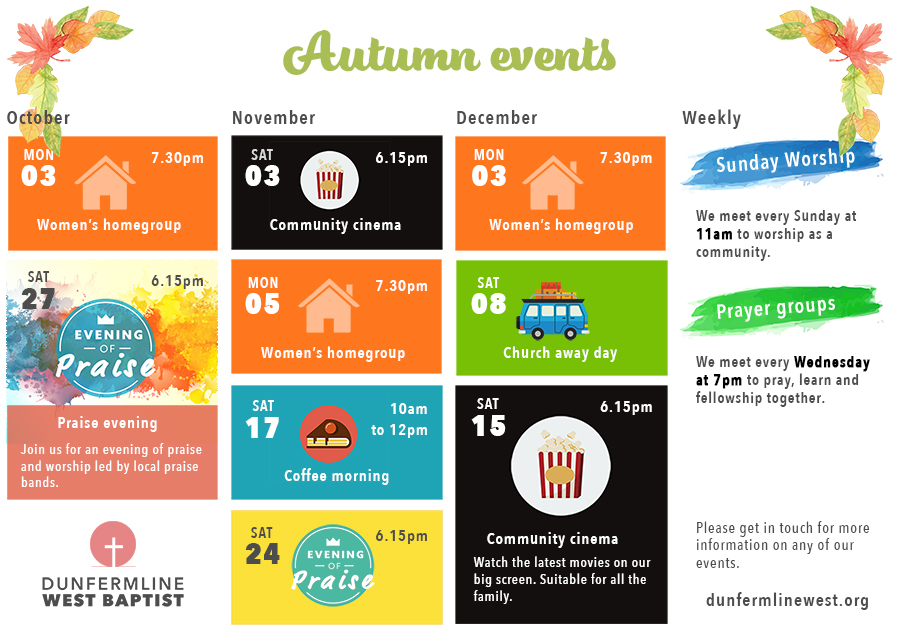 Autumn events
October
MON
03
7.30pm
Women's homegroup
SAT
27
6.15pm
EVENING
OF
Praise
Praise evening
Join us for an evening of praise
and worship led by local praise
bands.
DUNFERMLINE
WEST BAPTIST
November
SAT
03
6.15pm
Community cinema
MON
05
7.30pm
Women's homegroup
SAT
17
10am
to 12pm
Coffee morning
SAT
24
6.15pm
EVENING
OF
Praise
December
MON
03
7.30pm
Women's homegroup
SAT
08
Church away day
SAT
15
6.15pm
Community cinema
Watch the latest movies on our
big screen. Suitable for all the
family.
Weekly
Sunday Worship
We meet every Sunday at
11am to worship as a
community.
Prayer groups
We meet every Wednesday
at 7pm to pray, learn and
fellowship together.
Please get in touch for more
information on any of our
events.
dunfermlinewest.org